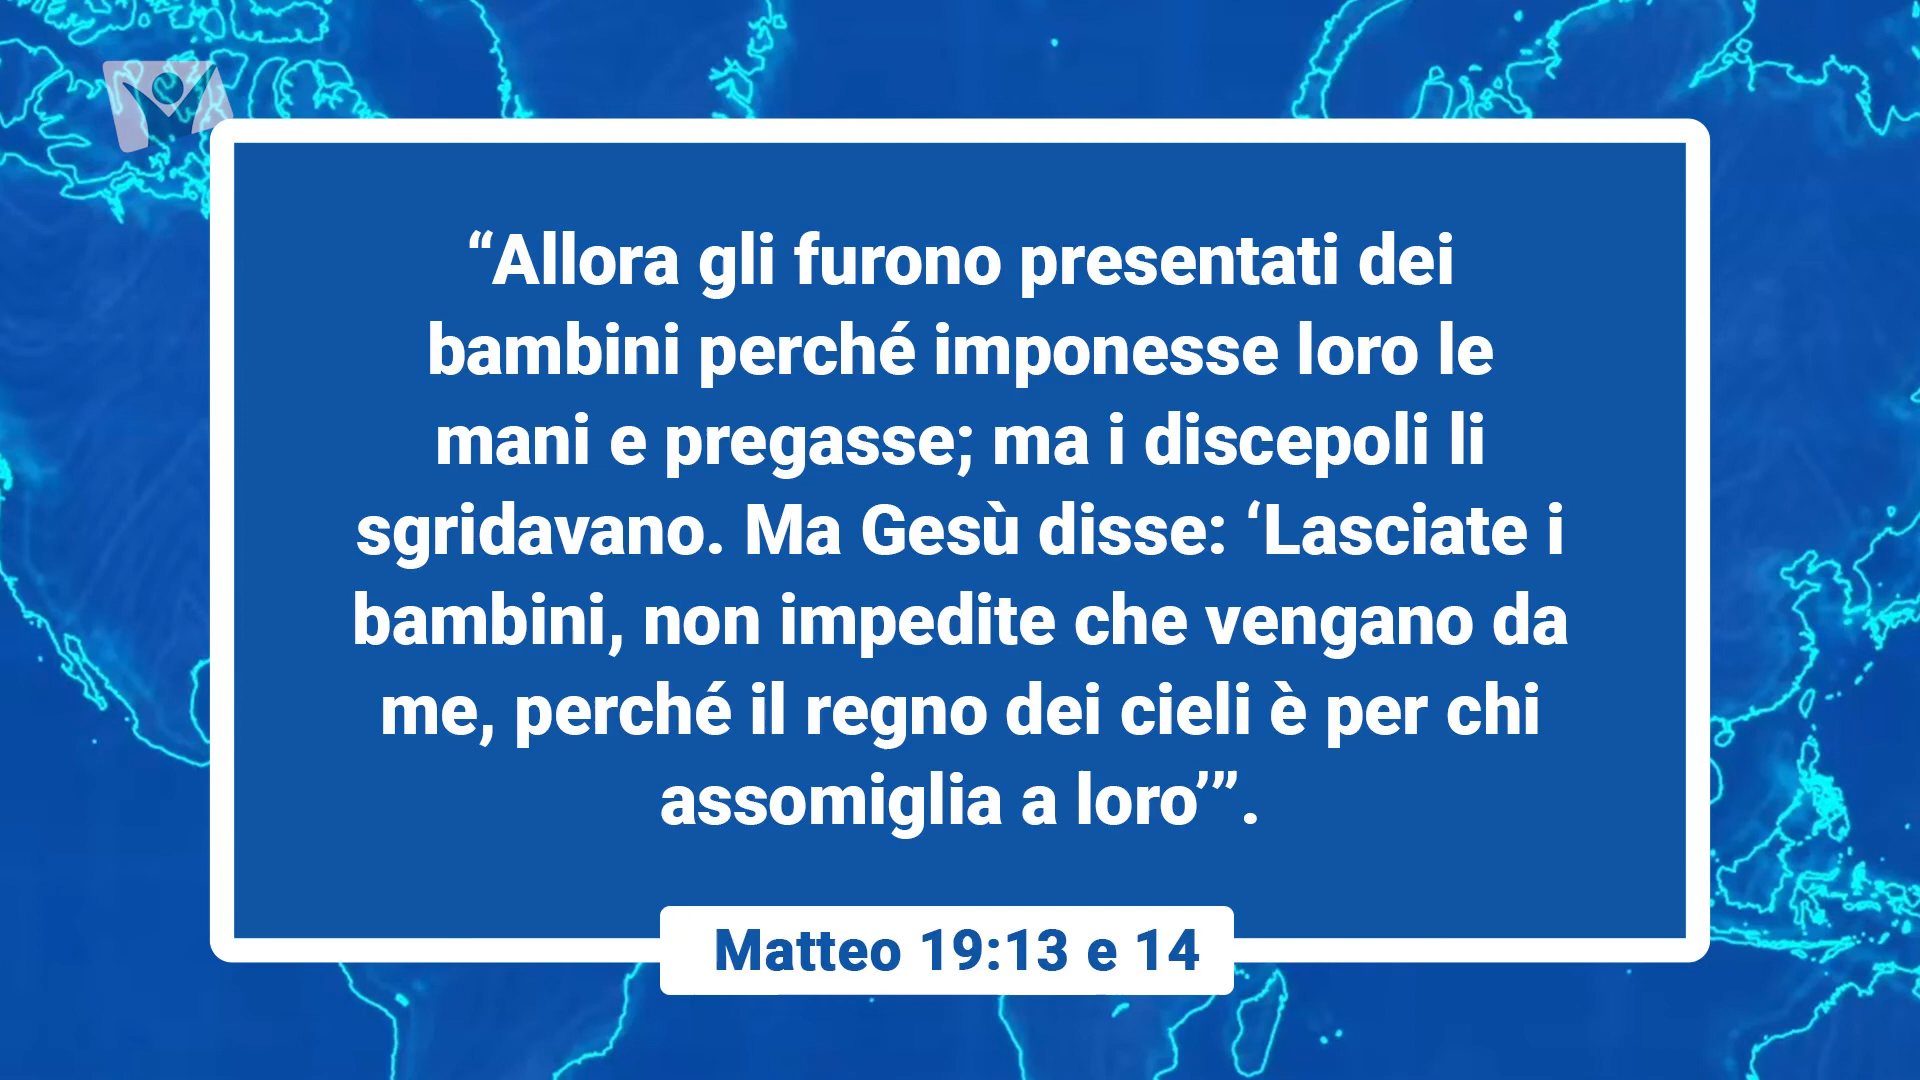 “Allora gli furono presentati dei
bambini perché imponesse loro le
mani e pregasse; ma i discepoli li
sgridavano. Ma Gesù disse: ‘Lasciate i
bambini, non impedite che vengano da
me, perché il regno dei cieli è per chi
assomiglia a loro’”.
Matteo 19:13 e 14